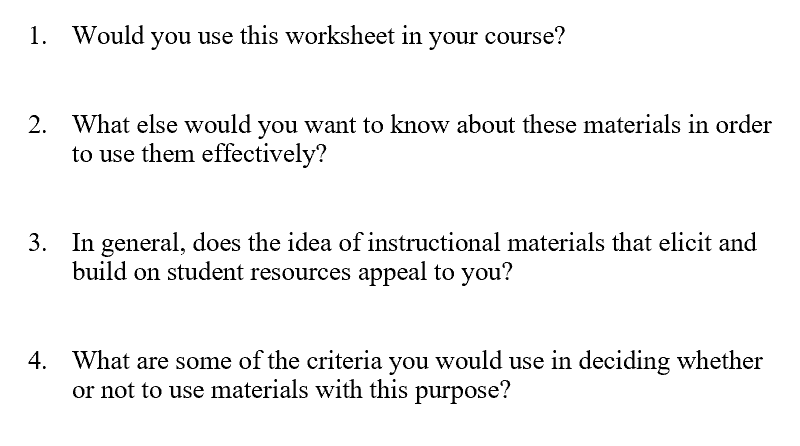 1. Would you use this worksheet in your course?
2. What else would you want to know about these materials in order
to use them effectively?
3. In general, does the idea of instructional materials that elicit and
build on student resources appeal to you?
4. What are some of the criteria you would use in deciding whether
or not to use materials with this purpose?